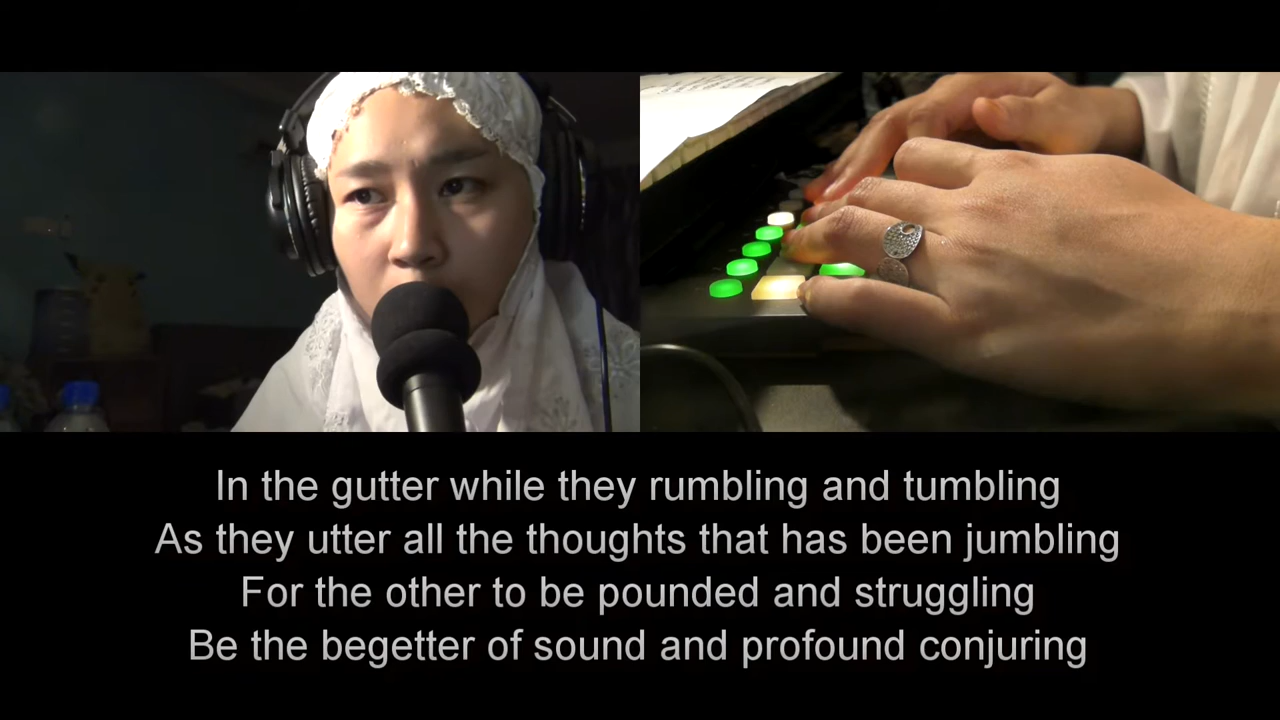 In the gutter while they rumbling and tumbling
As they utter all the thoughts that has been jumbling
For the other to be pounded and struggling
Be the begetter of sound and profound conjuring